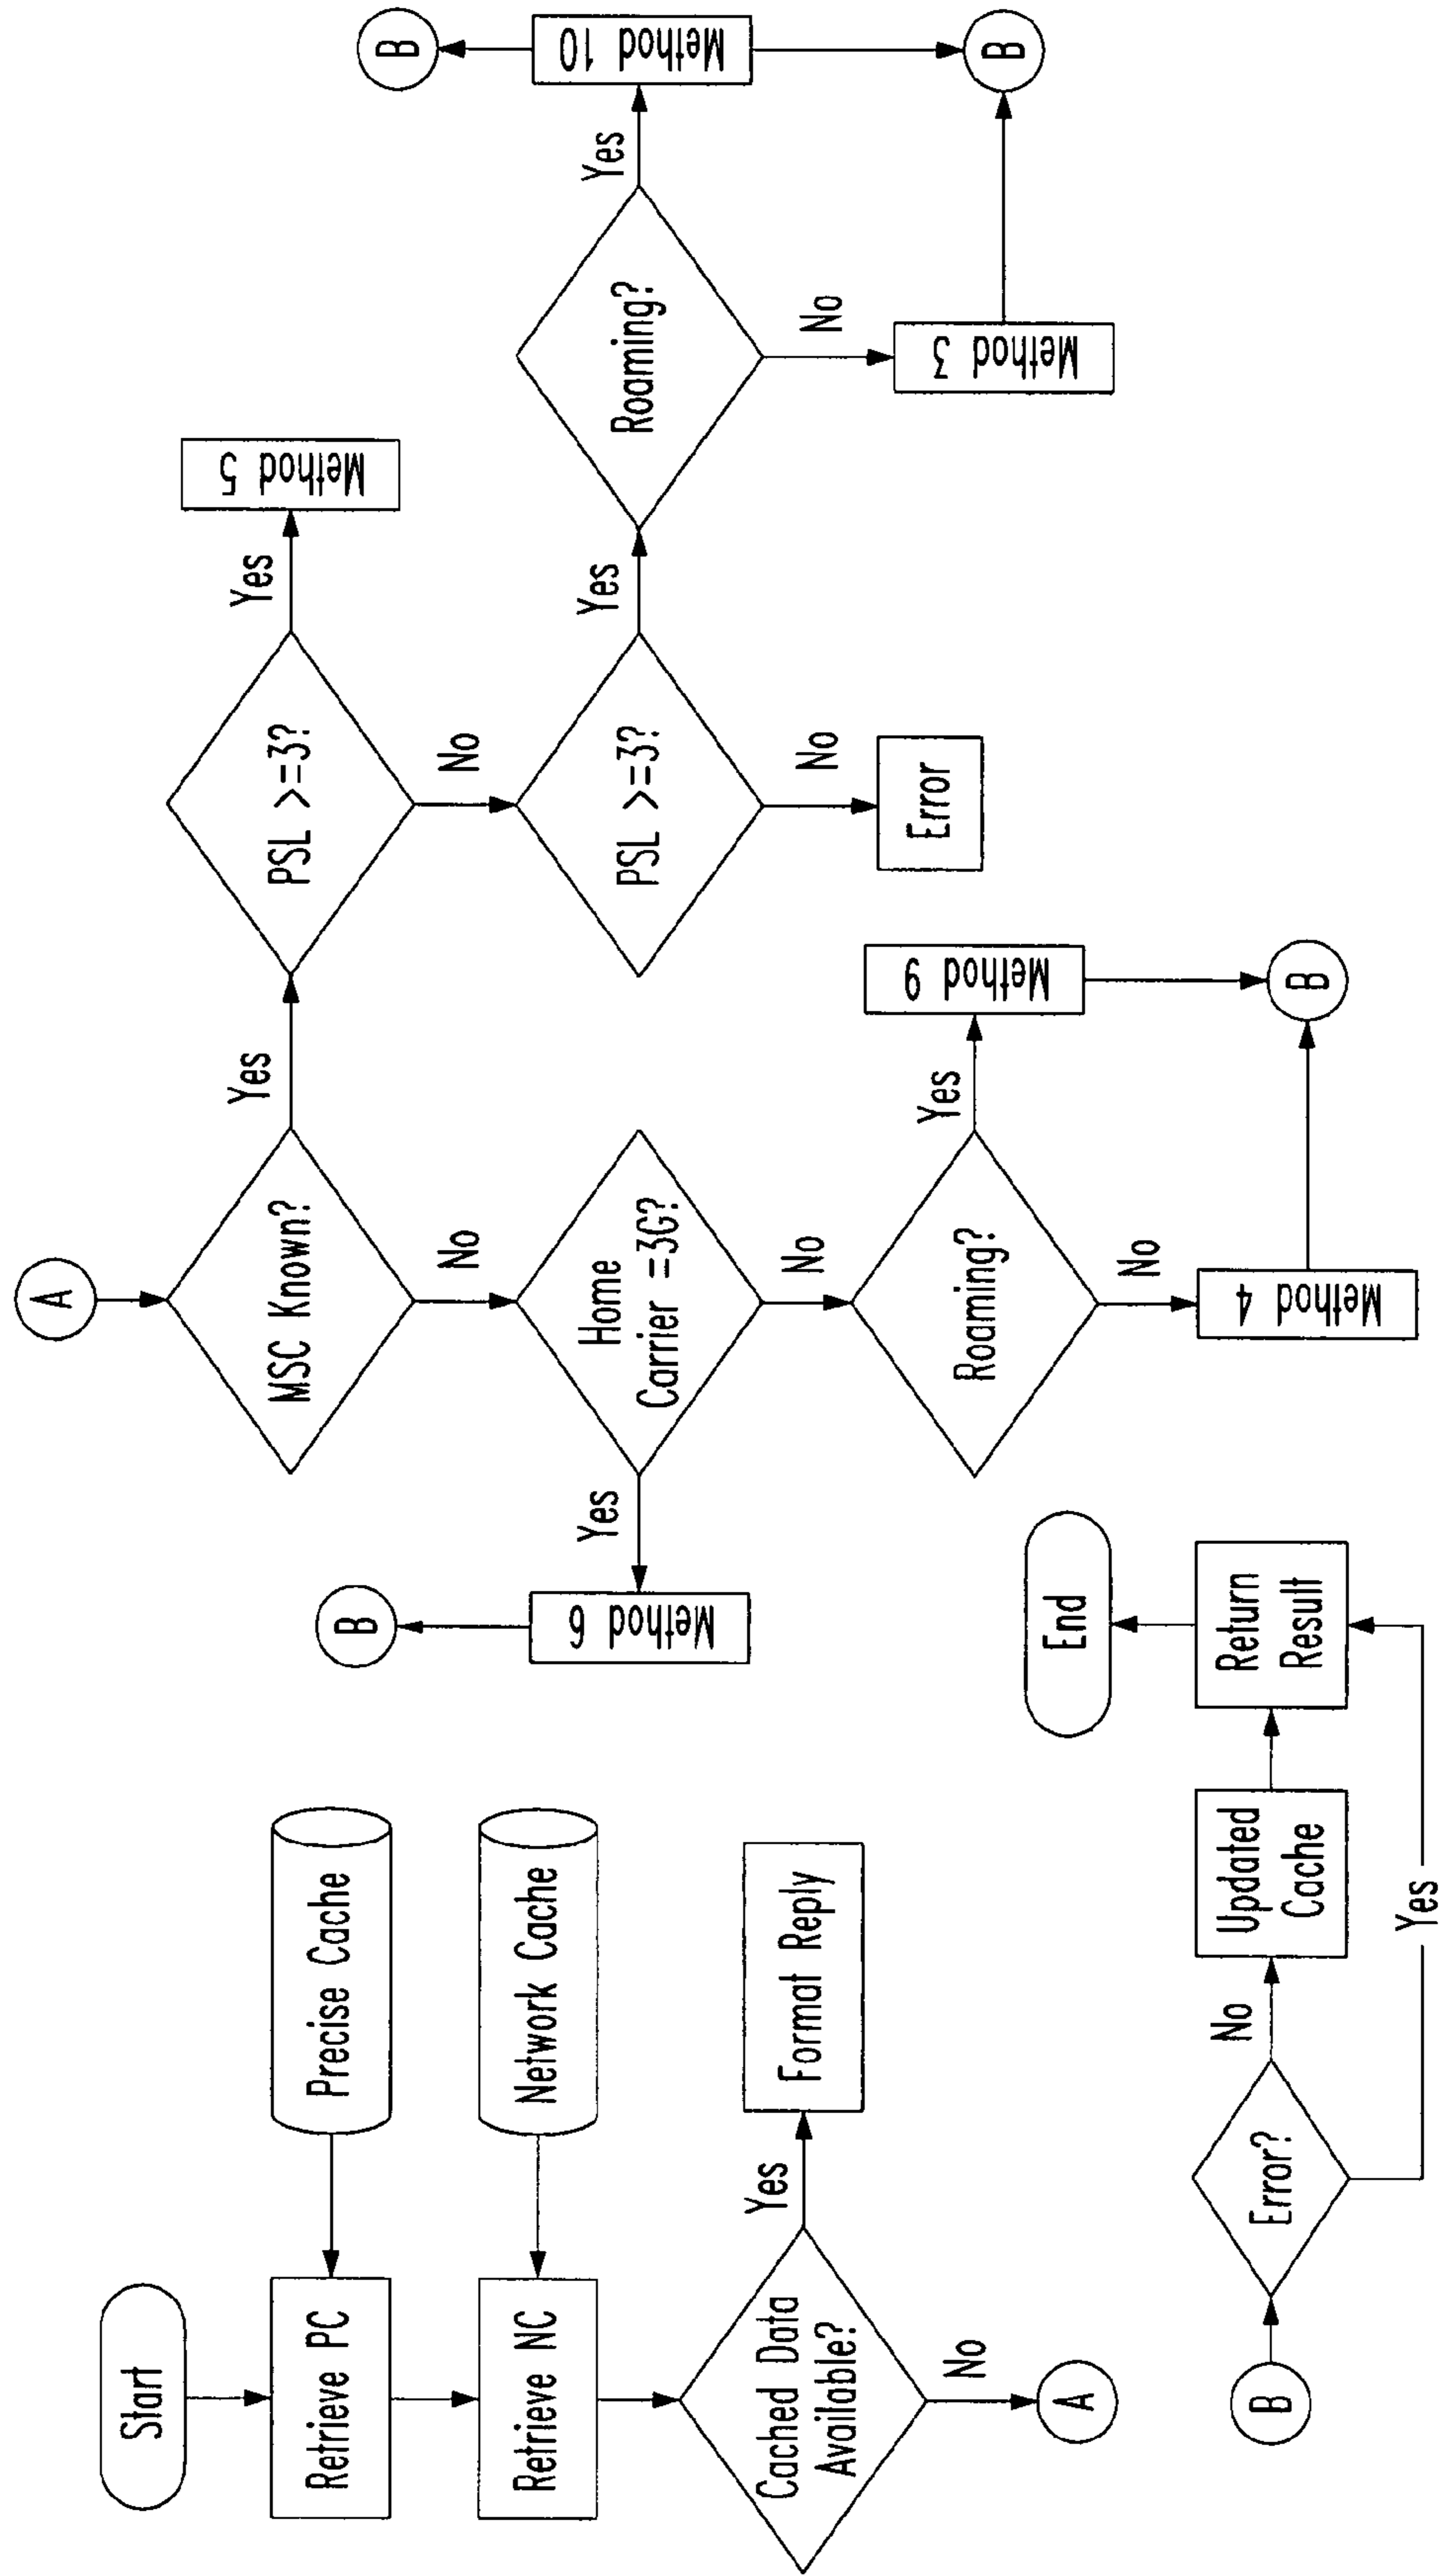 Start
Retrieve PC
Precise Cache
Retrieve NC
Network Cache
Cached Data
Available?
Yes
Format Reply
No
A
B
Error?
No
Updated
Cache
Return
Result
End
Yes
A
MSC Known?
Yes
PSL >=3?
Yes
Method 5
No
No
Home
Carrier =3G?
Yes
Method 6
B
PSL >=3?
Yes
Roaming?
Yes
Method 10
B
B
No
Method 3
No
Error
No
Roaming?
Yes
Method 9
B
No
Method 4